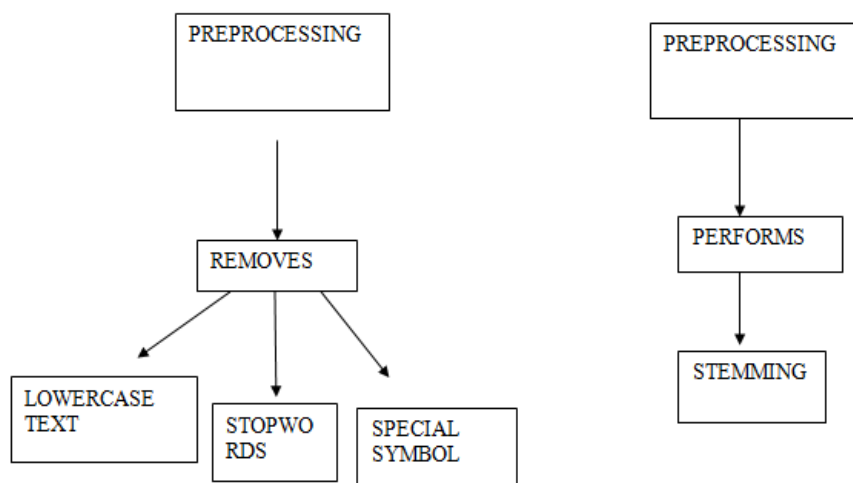 PREPROCESSING
REMOVES
LOWERCASE
TEXT
STOPWO
RDS
SPECIAL
SYMBOL
PREPROCESSING
PERFORMS
STEMMING